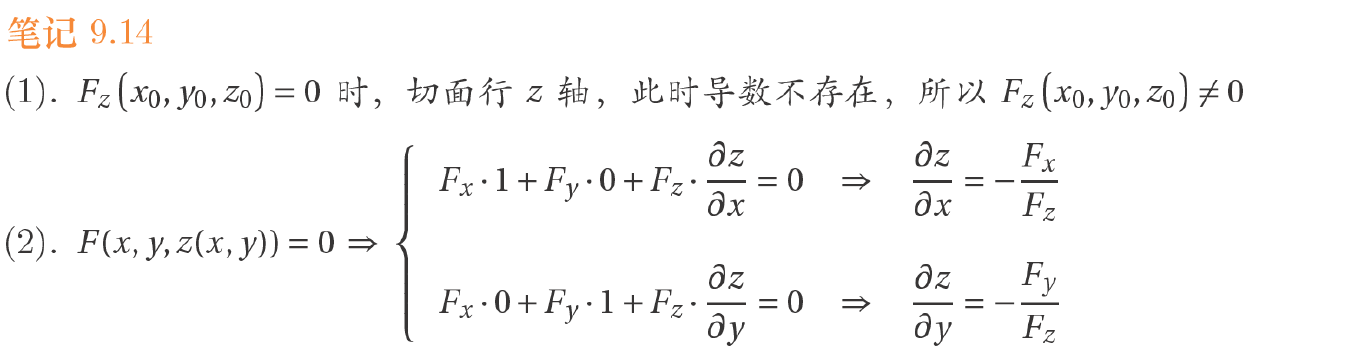 笔记 9.14
(1). F_z(x_0, y_0, z_0) = 0 时，切面行 z 轴，此时导数不存在，所以 F_z(x_0, y_0, z_0) ≠ 0
(2). F(x, y, z(x, y)) = 0 ⇒ {
F_x · 1 + F_y · 0 + F_z · ∂z/∂x = 0 ⇒ ∂z/∂x = − F_x/F_z
F_x · 0 + F_y · 1 + F_z · ∂z/∂y = 0 ⇒ ∂z/∂y = − F_y/F_z